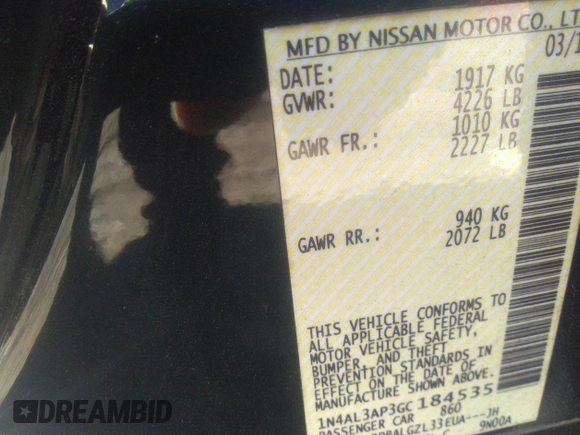 MFD BY NISSAN MOTOR CO., LT
DATE: 03/1
GVWR: 1917 KG
4226 LB
GAWR FR.: 1010 KG
2227 LB
GAWR RR.: 940 KG
2072 LB
THIS VEHICLE CONFORMS TO
ALL APPLICABLE FEDERAL
MOTOR VEHICLE SAFETY,
BUMPER, AND THEFT
PREVENTION STANDARDS IN
EFFECT ON THE DATE OF
MANUFACTURE SHOWN ABOVE.
1N4AL3AP3GC184535
PASSENGER CAR 860
9N00A
DREAMBID